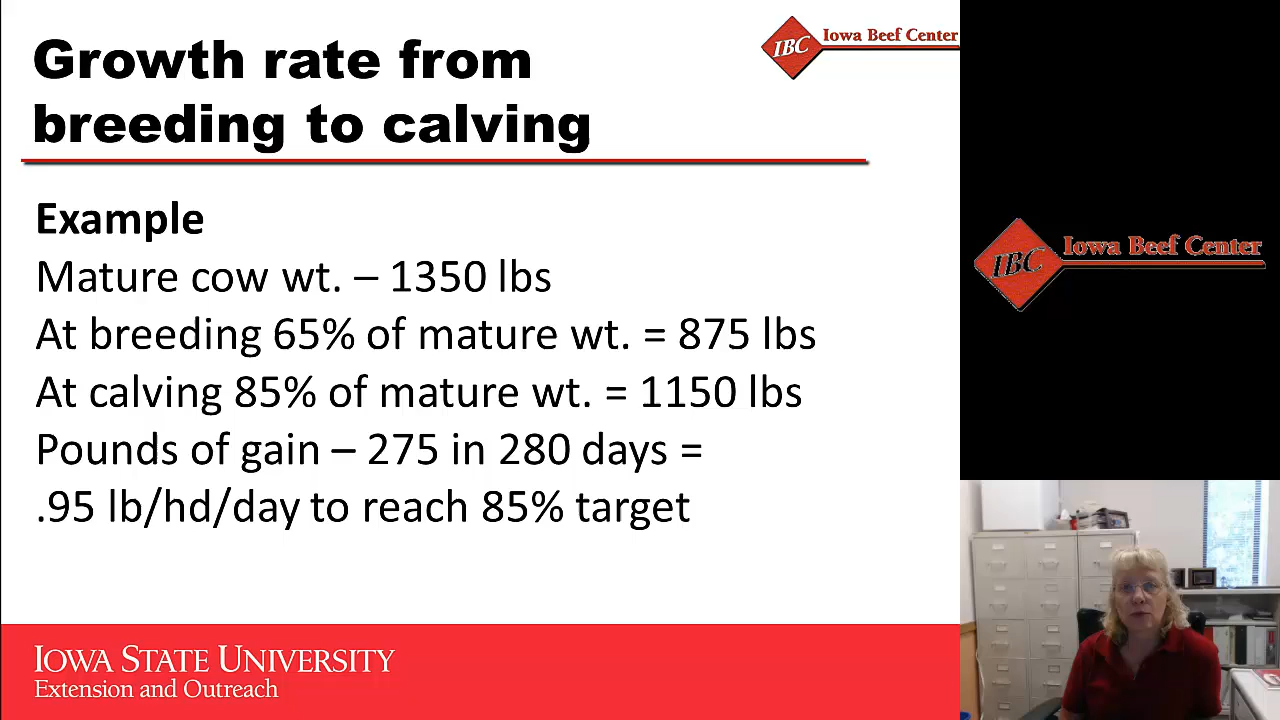 Growth rate from
breeding to calving
IBC Iowa Beef Center
Example
Mature cow wt. – 1350 lbs
At breeding 65% of mature wt. = 875 lbs
At calving 85% of mature wt. = 1150 lbs
Pounds of gain – 275 in 280 days =
.95 lb/hd/day to reach 85% target
IOWA STATE UNIVERSITY
Extension and Outreach
IBC Iowa Beef Center